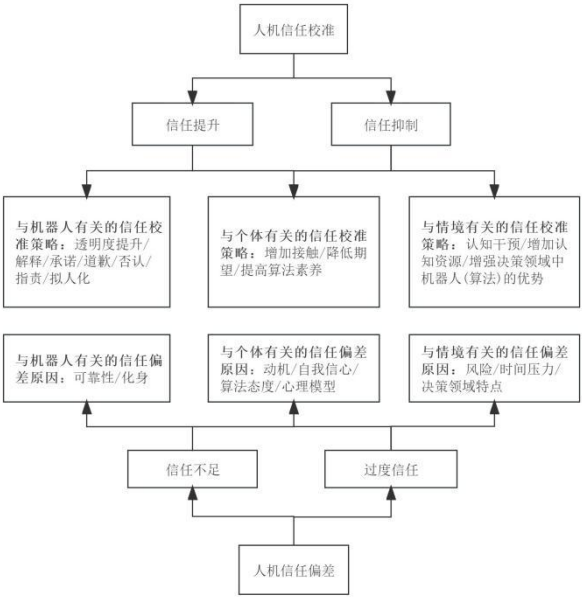 人机信任校准
信任提升
信任抑制
与机器人有关的信任校
准策略：透明度提升/
解释/承诺/道歉/否认/
指责/拟人化
与个体有关的信任校准
策略：增加接触/降低期
望/提高算法素养
与情境有关的信任校准
策略：认知干预/增加认
知资源/增强决策领域中
机器人(算法)的优势
与机器人有关的信任偏
差原因：可靠性/化身
与个体有关的信任偏差
原因：动机/自我信心/
算法态度/心理模型
与情境有关的信任偏差
原因：风险/时间压力/
决策领域特点
信任不足
过度信任
人机信任偏差